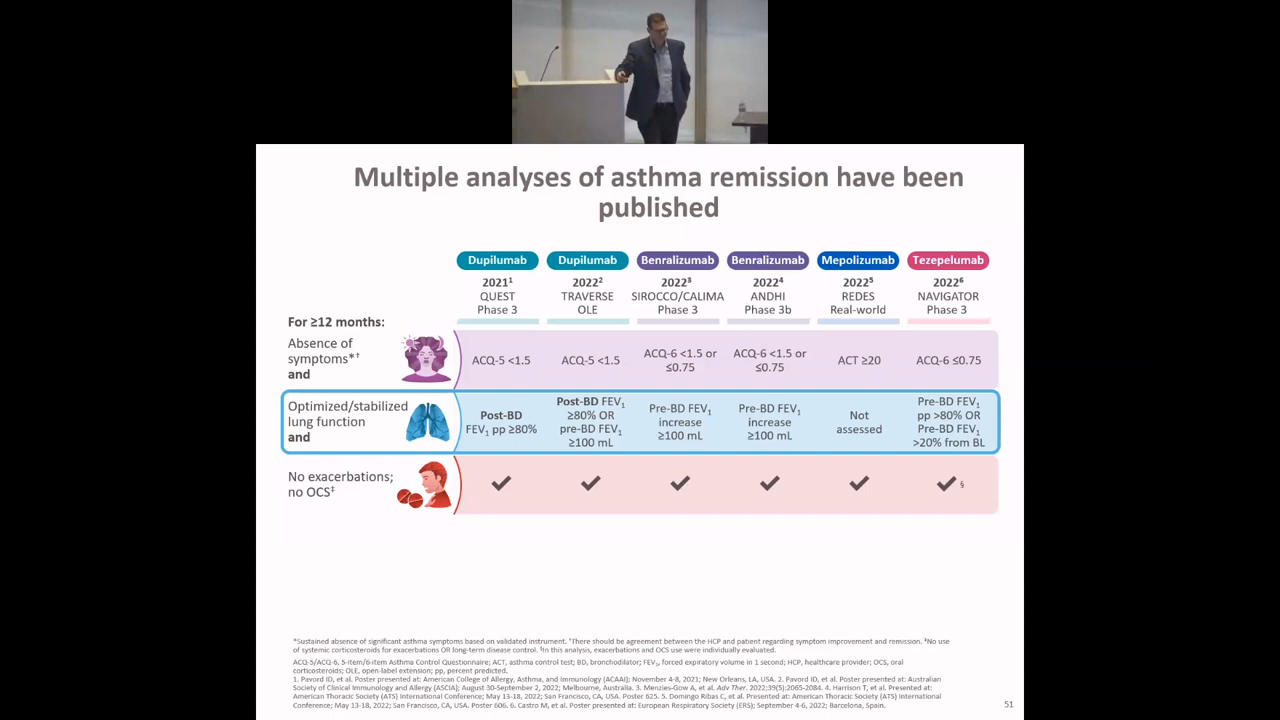 Multiple analyses of asthma remission have been
published
Dupilumab
Dupilumab
Benralizumab
Benralizumab
Mepolizumab
Tezepelumab
2021¹
QUEST
Phase 3
2022²
TRAVERSE
OLE
2022³
SIROCCO/CALIMA
Phase 3
2022⁴
ANDHI
Phase 3b
2022⁵
REDES
Real-world
2022⁶
NAVIGATOR
Phase 3
For ≥12 months:
Absence of
symptoms*†
and
ACQ-5 <1.5
ACQ-5 <1.5
ACQ-6 <1.5 or
≤0.75
ACQ-6 <1.5 or
≤0.75
ACT ≥20
ACQ-6 ≤0.75
Optimized/stabilized
lung function
and
Post-BD
FEV₁ pp ≥80%
Post-BD FEV₁
≥80% OR
pre-BD FEV₁
≥100 mL
Pre-BD FEV₁
increase
≥100 mL
Pre-BD FEV₁
increase
≥100 mL
Not
assessed
Pre-BD FEV₁
pp >80% OR
Pre-BD FEV₁
>20% from BL
No exacerbations;
no OCS‡
✔
✔
✔
✔
✔
✔ §
*Sustained absence of significant asthma symptoms based on validated instrument. †There should be agreement between the HCP and patient regarding symptom improvement and remission. ‡No use
of systemic corticosteroids for exacerbations OR long-term disease control. §In this analysis, exacerbations and OCS use were individually evaluated.
ACQ-5/ACQ-6, 5-item/6-item Asthma Control Questionnaire; ACT, asthma control test; BD, bronchodilator; FEV₁, forced expiratory volume in 1 second; HCP, healthcare provider; OCS, oral
corticosteroids; OLE, open-label extension; pp, percent predicted.
1. Pavord ID, et al. Poster presented at: American College of Allergy, Asthma, and Immunology (ACAAI); November 4-8, 2021; New Orleans, LA, USA. 2. Pavord ID, et al. Poster presented at: Australian
Society of Clinical Immunology and Allergy (ASCIA); August 30-September 2, 2022; Melbourne, Australia. 3. Menzies-Gow A, et al. Adv Ther. 2022;39(5):2065-2084. 4. Harrison T, et al. Presented at:
American Thoracic Society (ATS) International Conference; May 13-18, 2022; San Francisco, CA, USA. Poster 625. 5. Domingo Ribas C, et al. Presented at: American Thoracic Society (ATS) International
Conference; May 13-18, 2022; San Francisco, CA, USA. Poster 606. 6. Castro M, et al. Poster presented at: European Respiratory Society (ERS); September 4-6, 2022; Barcelona, Spain.
51